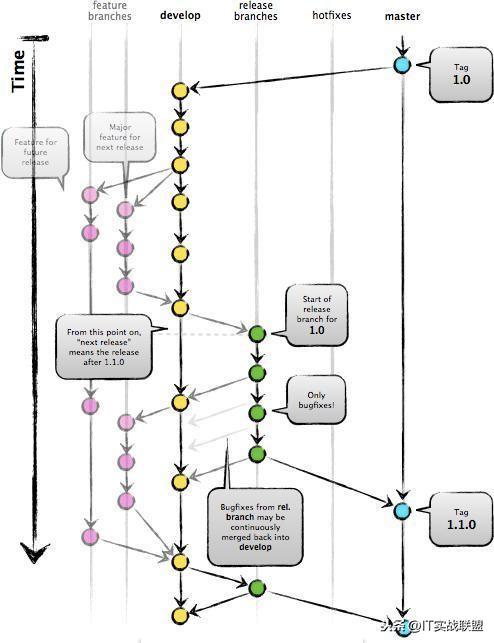 feature
branches
develop
release
branches
hotfixes
master
Time
Tag
1.0
Major
feature for
next release
Feature for
future
release
Start of
release
branch for
1.0
From this point on,
“next release”
means the release
after 1.1.0
Only
bugfixes!
Bugfixes from rel.
branch may be
continuously
merged back into
develop
Tag
1.1.0
头条@IT实战联盟